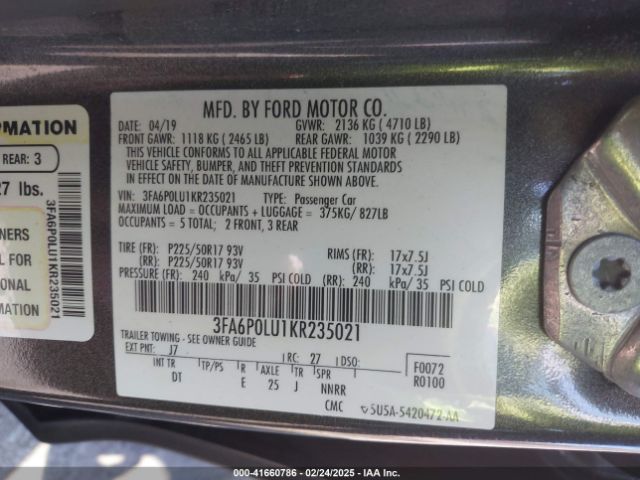 RMATION
REAR: 3
27 lbs.
NERS
L FOR
ONAL
3FA6P0LU1KR235021
MFD. BY FORD MOTOR CO.
DATE: 04/19 GVWR: 2136 KG ( 4710 LB)
FRONT GAWR: 1118 KG ( 2465 LB) REAR GAWR: 1039 KG ( 2290 LB)
THIS VEHICLE CONFORMS TO ALL APPLICABLE FEDERAL MOTOR
VEHICLE SAFETY, BUMPER, AND THEFT PREVENTION STANDARDS
IN EFFECT ON THE DATE OF MANUFACTURE SHOWN ABOVE.
VIN: 3FA6P0LU1KR235021 TYPE: Passenger Car
MAXIMUM LOAD = OCCUPANTS + LUGGAGE = 375KG/ 827LB
OCCUPANTS = 5 TOTAL; 2 FRONT, 3 REAR
TIRE (FR): P225/50R17 93V RIMS (FR): 17x7.5J
(RR): P225/50R17 93V (RR): 17x7.5J
PRESSURE (FR): 240 kPa/ 35 PSI COLD (RR): 240 kPa/ 35 PSI COLD
3FA6P0LU1KR235021
TRAILER TOWING - SEE OWNER GUIDE
EXT PNT: J7 RC: 27 DSO: F0072
INT TR TP/PS R AXLE TR SPR R0100
DT E 25 J NNRR
CMC 5U5A-5420472-AA
000-41660786 - 02/24/2025 - IAA Inc.